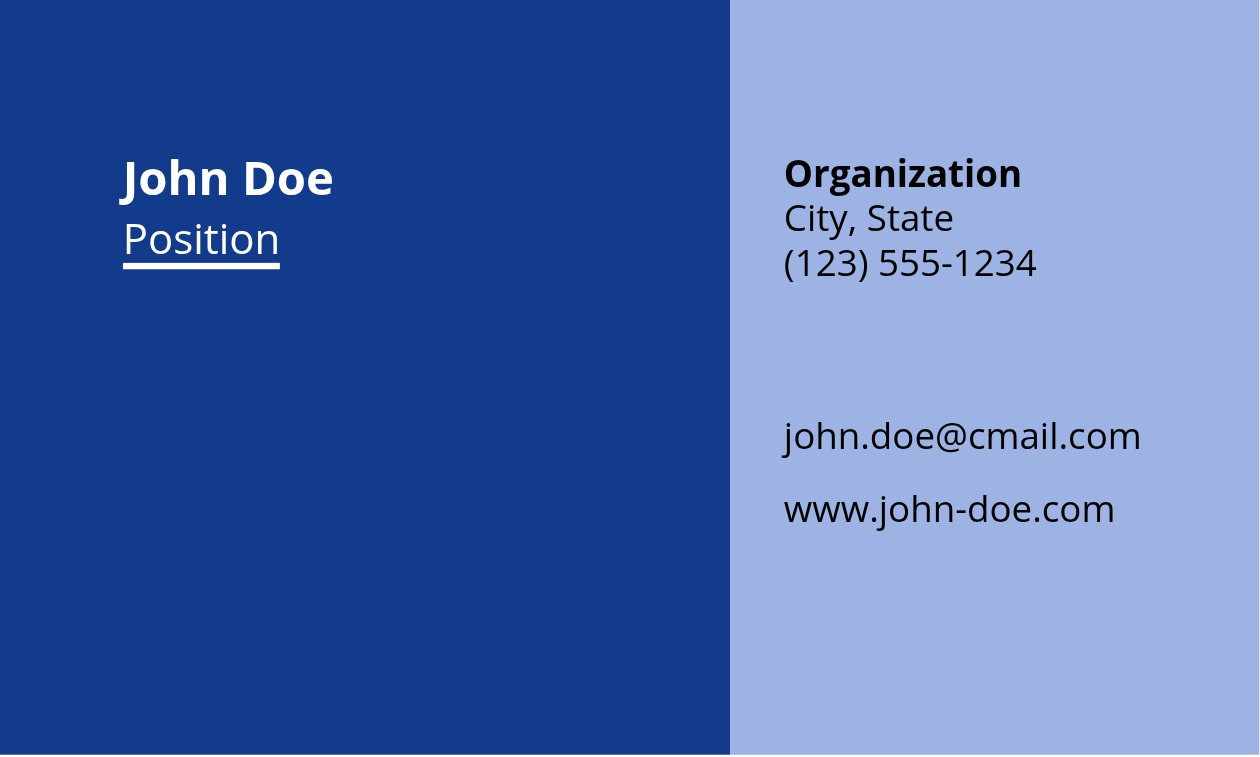 John Doe
Position
Organization
City, State
(123) 555-1234
john.doe@cmail.com
www.john-doe.com